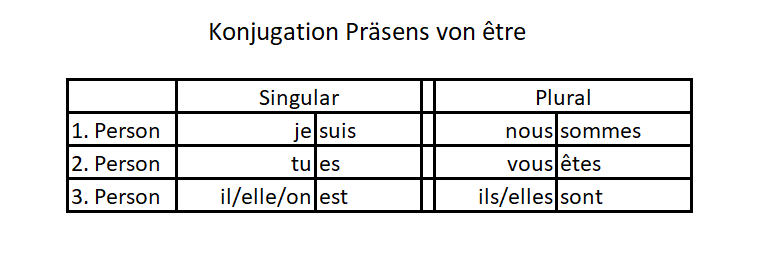 Konjugation Präsens von être
Singular Plural
1. Person je suis nous sommes
2. Person tu es vous êtes
3. Person il/elle/on est ils/elles sont